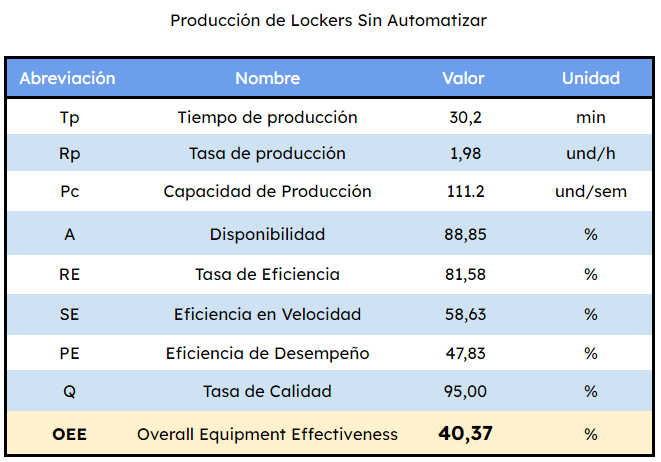 Producción de Lockers Sin Automatizar
Abreviación Nombre Valor Unidad
Tp Tiempo de producción 30,2 min
Rp Tasa de producción 1,98 und/h
Pc Capacidad de Producción 111.2 und/sem
A Disponibilidad 88,85 %
RE Tasa de Eficiencia 81,58 %
SE Eficiencia en Velocidad 58,63 %
PE Eficiencia de Desempeño 47,83 %
Q Tasa de Calidad 95,00 %
OEE Overall Equipment Effectiveness 40,37 %